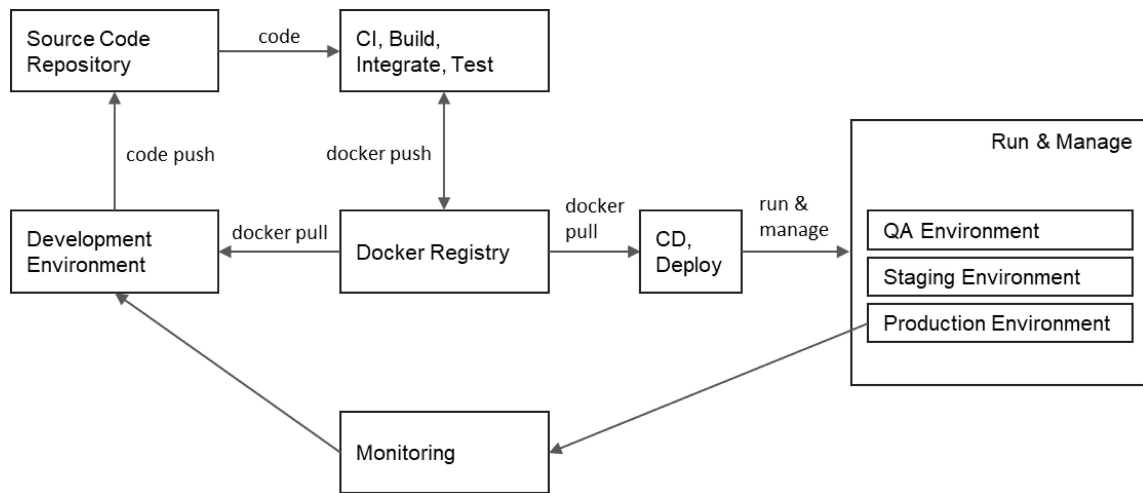 Source Code
Repository
code
CI, Build,
Integrate, Test
code push
docker push
Run & Manage
Development
Environment
docker pull
Docker Registry
docker
pull
CD,
Deploy
run &
manage
QA Environment
Staging Environment
Production Environment
Monitoring